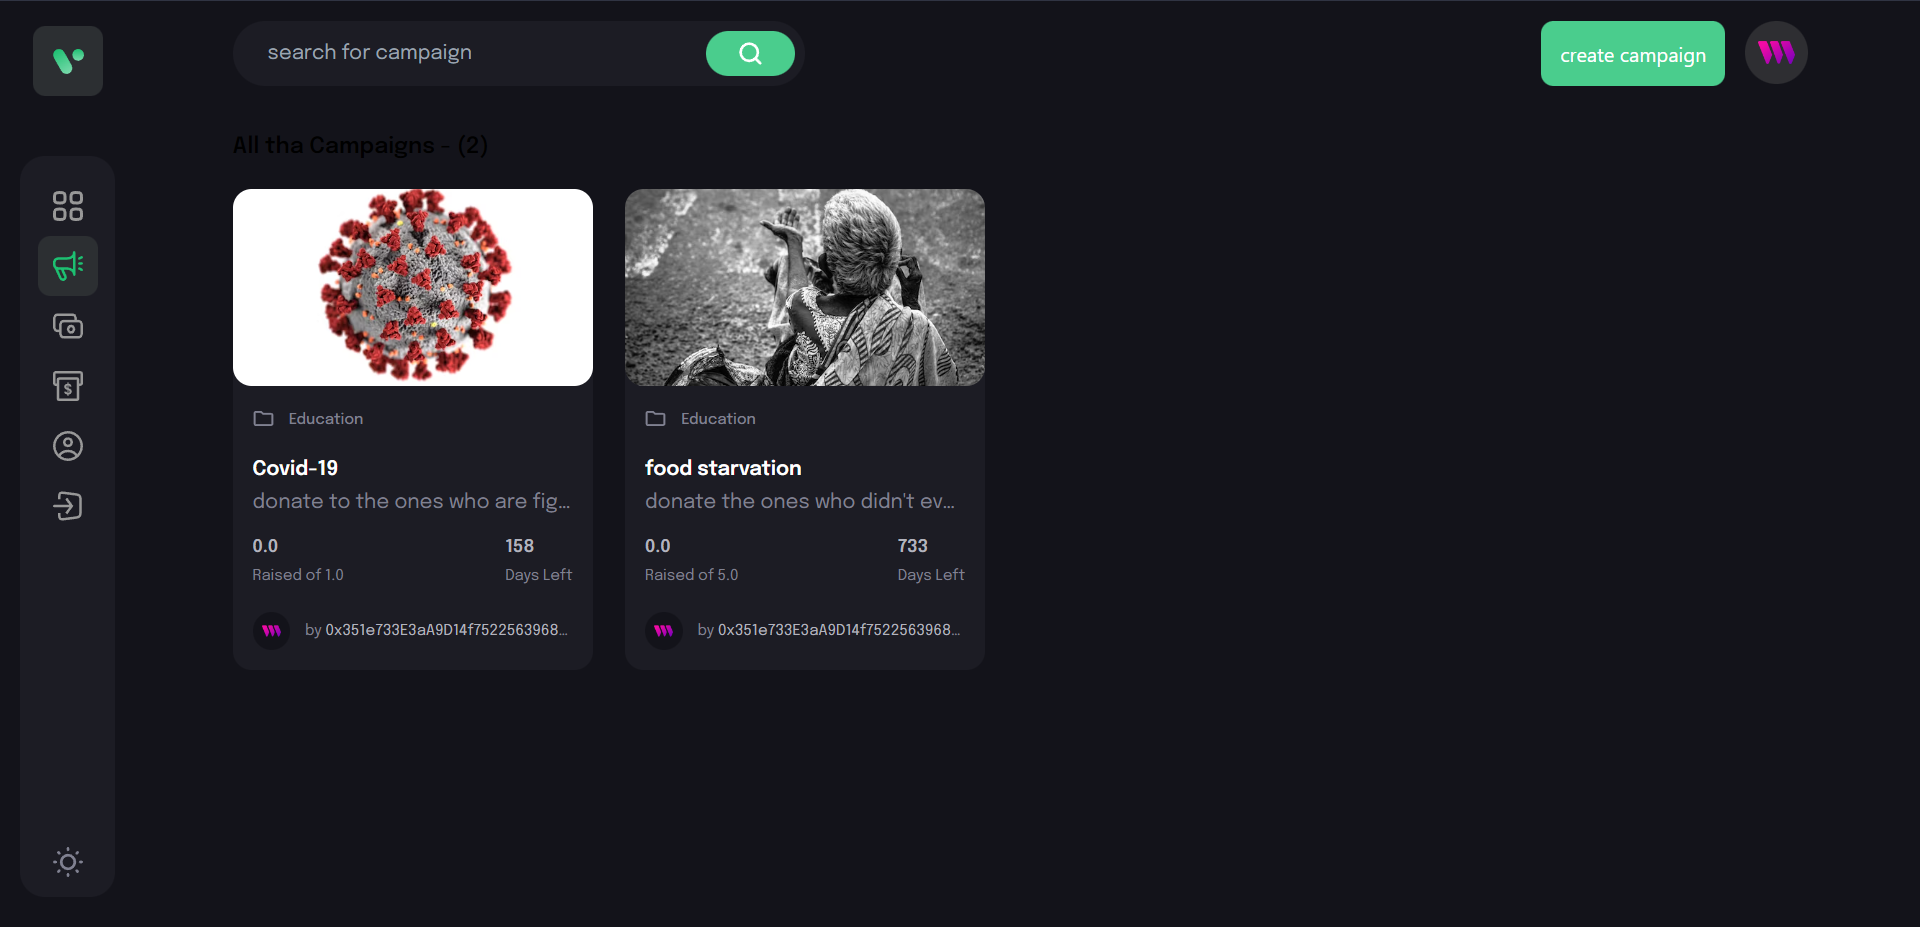 search for campaign
create campaign
All tha Campaigns - (2)
Education
Covid-19
donate to the ones who are fig...
0.0
158
Raised of 1.0
Days Left
by 0x351e733E3aA9D14f7522563968...
Education
food starvation
donate the ones who didn't ev...
0.0
733
Raised of 5.0
Days Left
by 0x351e733E3aA9D14f7522563968...